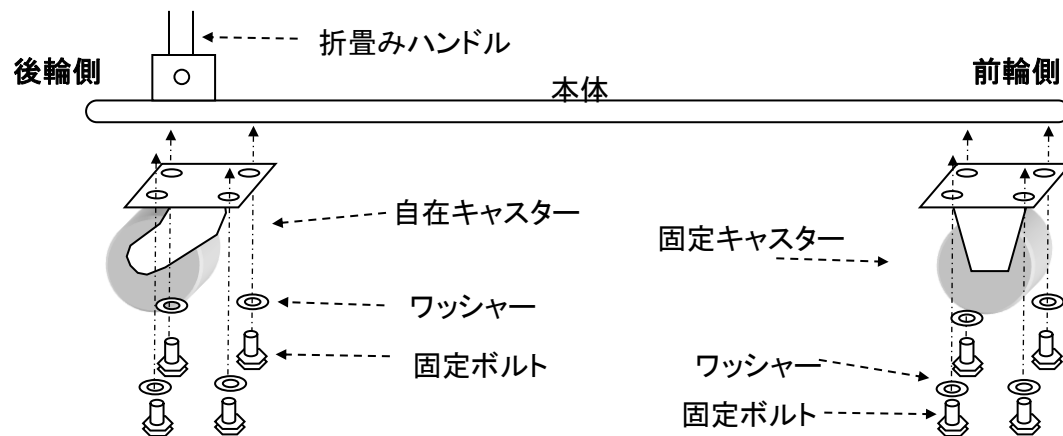 折畳みハンドル
後輪側
本体
前輪側
自在キャスター
固定キャスター
ワッシャー
固定ボルト
ワッシャー
固定ボルト